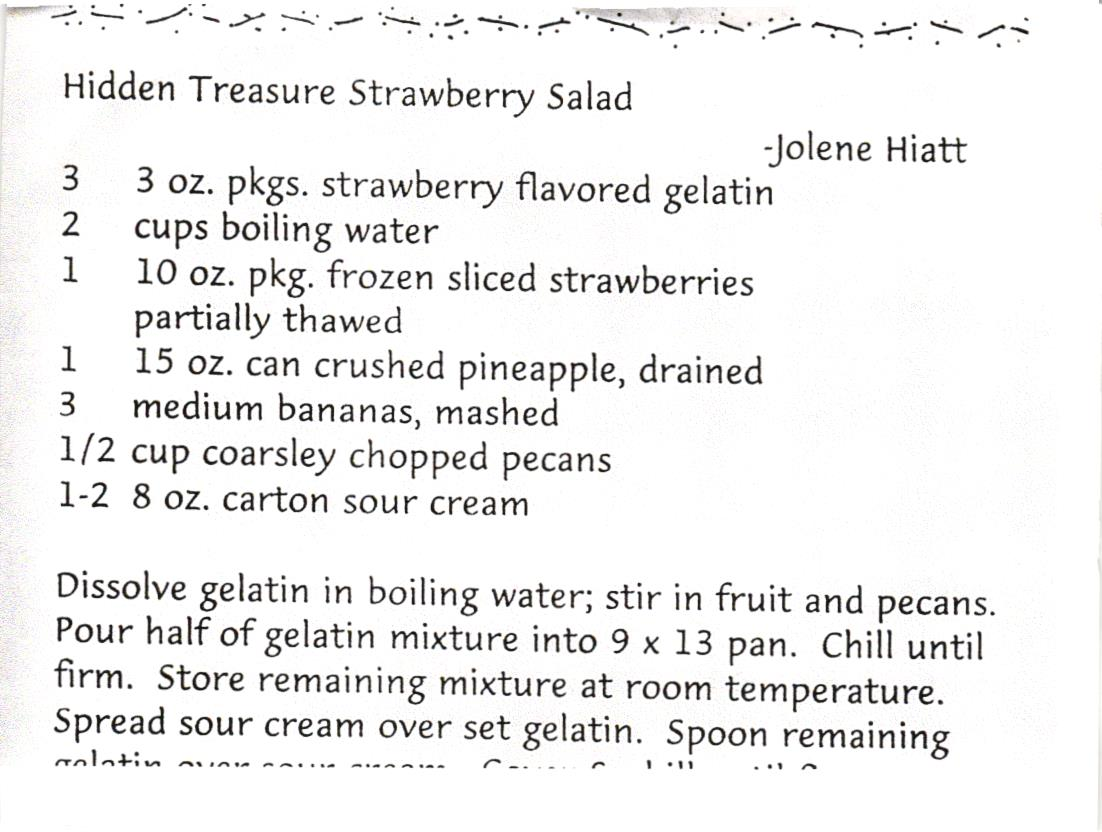 Hidden Treasure Strawberry Salad
-Jolene Hiatt
3 3 oz. pkgs. strawberry flavored gelatin
2 cups boiling water
1 10 oz. pkg. frozen sliced strawberries
partially thawed
1 15 oz. can crushed pineapple, drained
3 medium bananas, mashed
1/2 cup coarsley chopped pecans
1-2 8 oz. carton sour cream
Dissolve gelatin in boiling water; stir in fruit and pecans.
Pour half of gelatin mixture into 9 x 13 pan. Chill until
firm. Store remaining mixture at room temperature.
Spread sour cream over set gelatin. Spoon remaining
gelatin over sour cream.